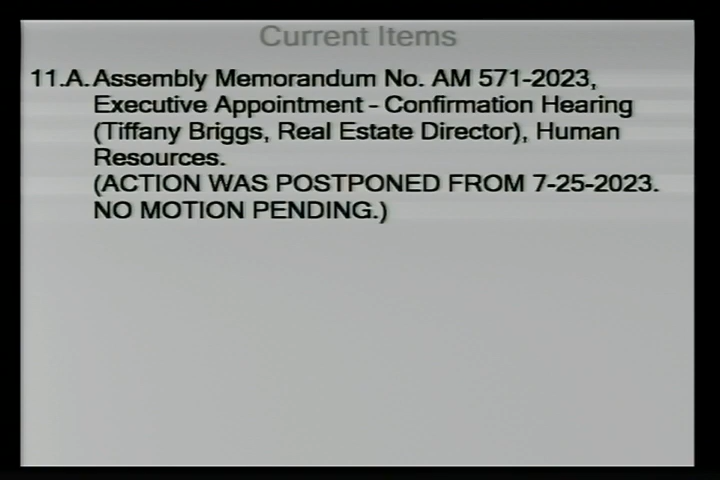 Current Items
11.A. Assembly Memorandum No. AM 571-2023,
Executive Appointment - Confirmation Hearing
(Tiffany Briggs, Real Estate Director), Human
Resources.
(ACTION WAS POSTPONED FROM 7-25-2023.
NO MOTION PENDING.)